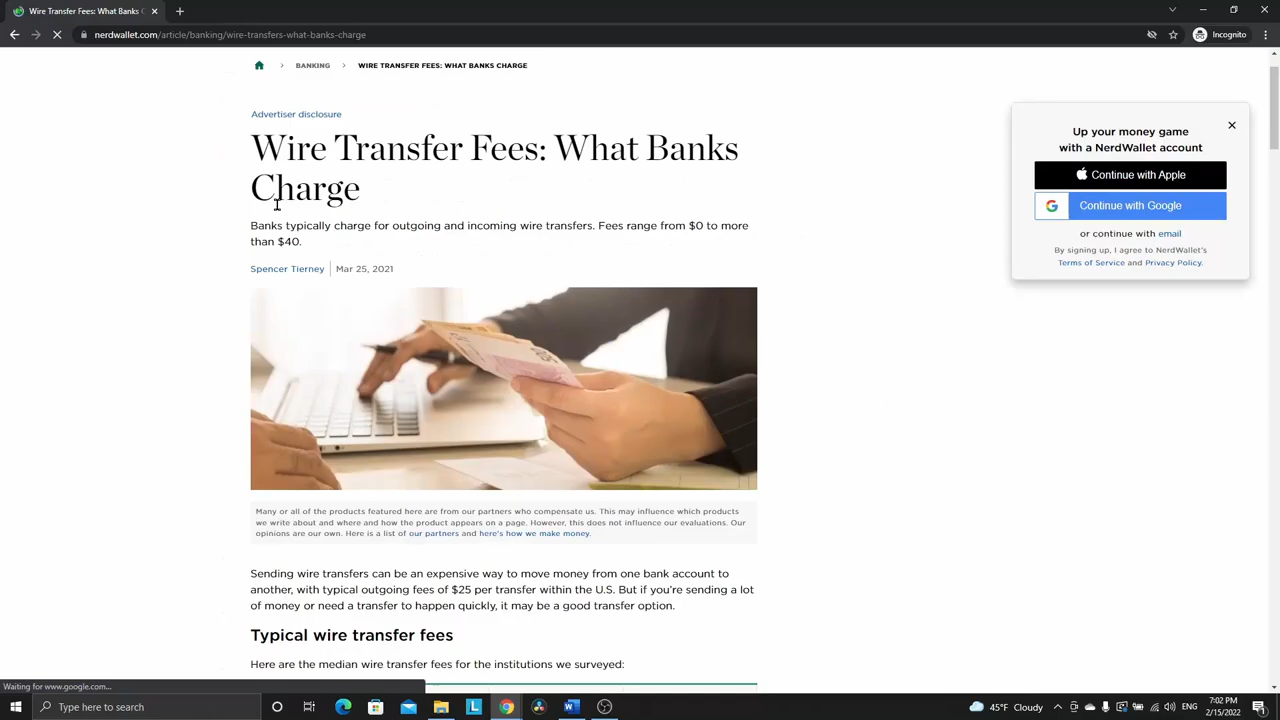 Wire Transfer Fees: What Banks C
nerdwallet.com/article/banking/wire-transfers-what-banks-charge
Incognito
BANKING > WIRE TRANSFER FEES: WHAT BANKS CHARGE
Advertiser disclosure
Wire Transfer Fees: What Banks
Charge
Banks typically charge for outgoing and incoming wire transfers. Fees range from $0 to more
than $40.
Spencer Tierney | Mar 25, 2021
Up your money game
with a NerdWallet account
Continue with Apple
G Continue with Google
or continue with email
By signing up, I agree to NerdWallet's
Terms of Service and Privacy Policy.
Many or all of the products featured here are from our partners who compensate us. This may influence which products
we write about and where and how the product appears on a page. However, this does not influence our evaluations. Our
opinions are our own. Here is a list of our partners and here's how we make money.
Sending wire transfers can be an expensive way to move money from one bank account to
another, with typical outgoing fees of $25 per transfer within the U.S. But if you're sending a lot
of money or need a transfer to happen quickly, it may be a good transfer option.
Typical wire transfer fees
Here are the median wire transfer fees for the institutions we surveyed:
Waiting for www.google.com...
Type here to search
L
W
45°F Cloudy
ENG
7:02 PM
2/15/2022